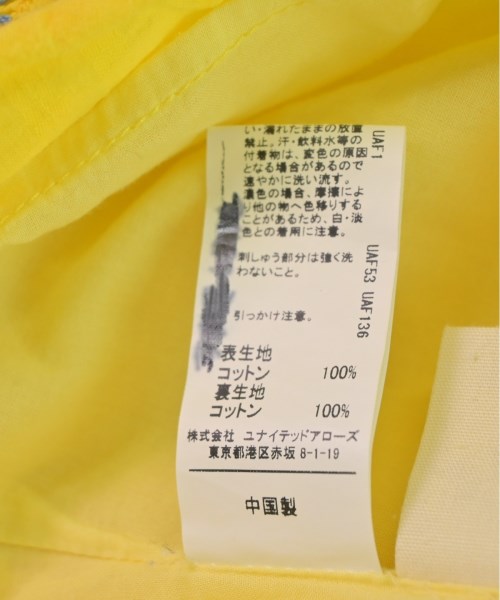 い・濡れたままの放置
禁止。汗・飲料水等の
付着物は、変色の原因
となる場合があるので
速やかに洗い流す。
濃色の場合、摩擦によ
り他の物へ色移りする
ことがあるため、白・淡
色との着用に注意。
UAF1
刺しゅう部分は強く洗
わないこと。
UAF53 UAF136
引っかけ注意。
表生地
コットン 100%
裏生地
コットン 100%
株式会社 ユナイテッドアローズ
東京都港区赤坂 8-1-19
中国製